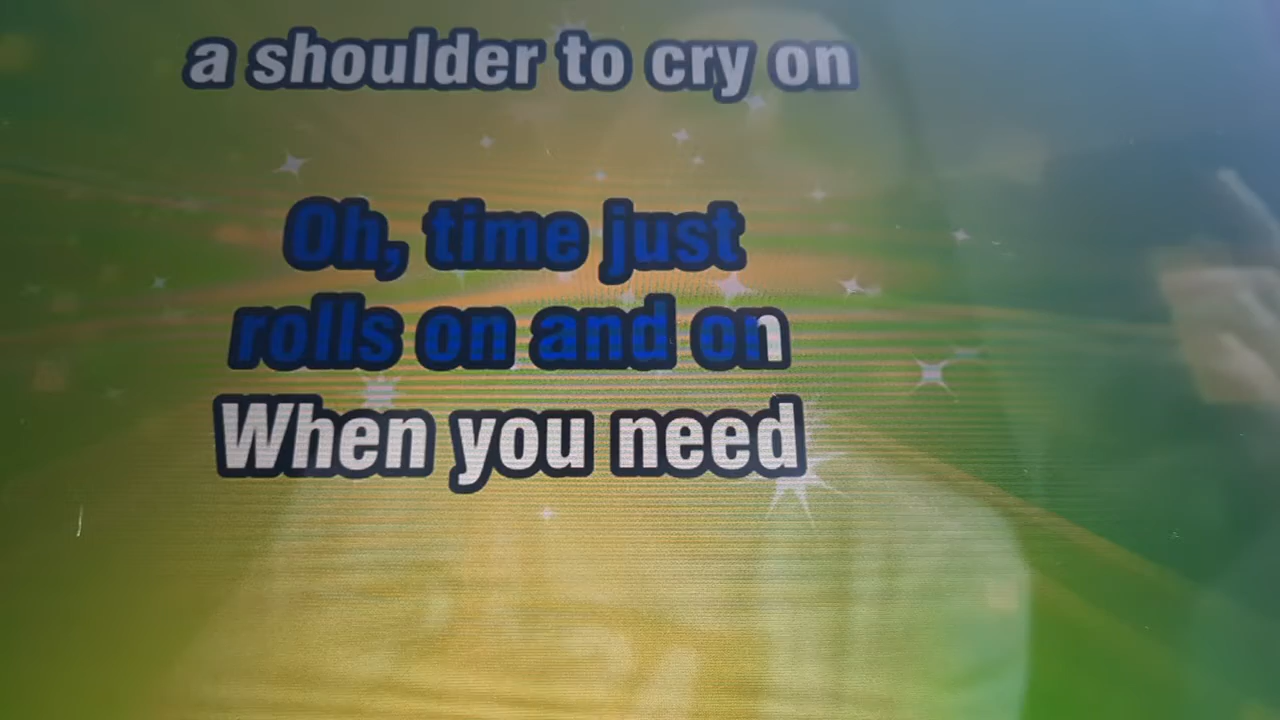 a shoulder to cry on
Oh, time just
rolls on and on
When you need